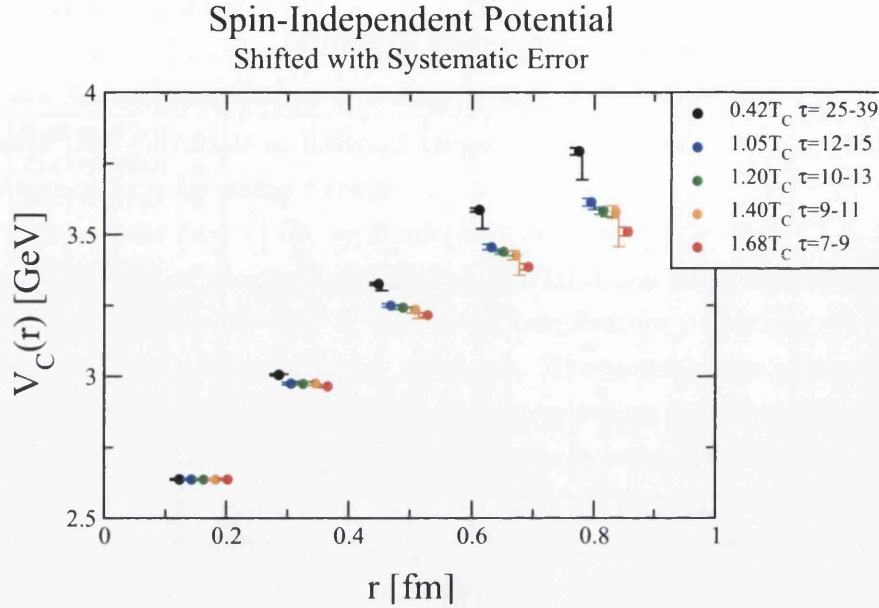 Spin-Independent Potential
Shifted with Systematic Error
4
3.5
3
2.5
V_C(r) [GeV]
0
0.2
0.4
0.6
0.8
1
r [fm]
0.42T_C τ= 25-39
1.05T_C τ=12-15
1.20T_C τ=10-13
1.40T_C τ=9-11
1.68T_C τ=7-9